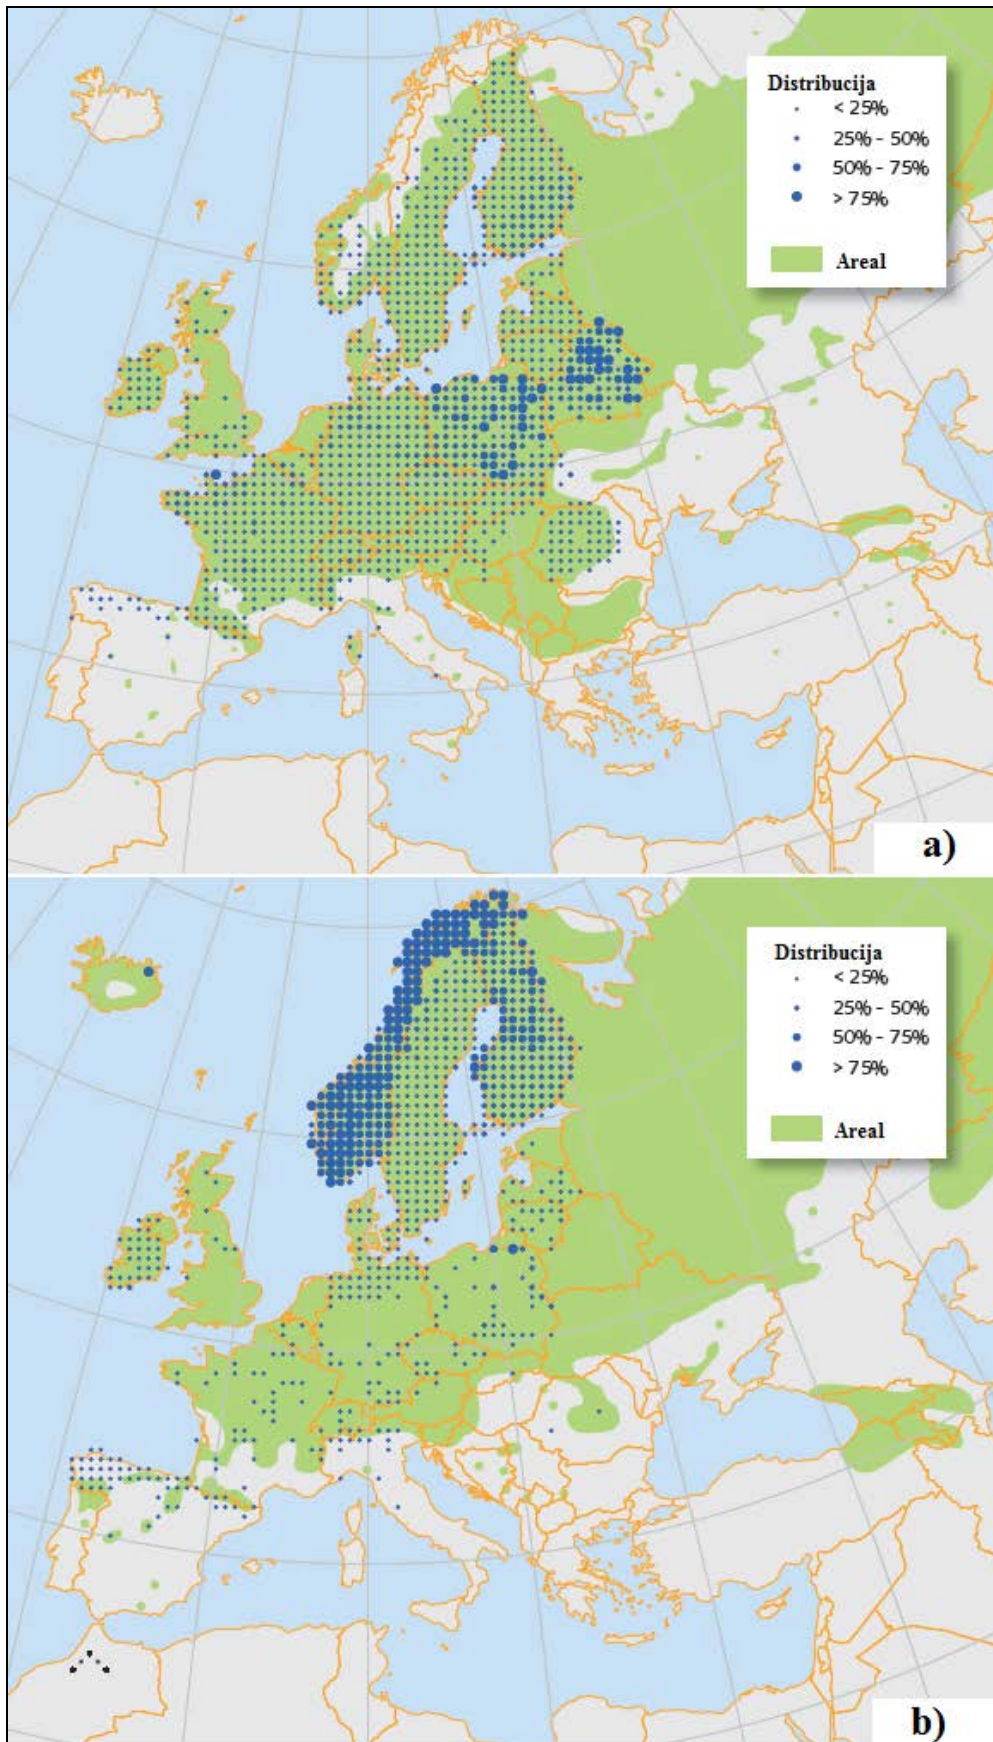 Distribucija
< 25%
25% - 50%
50% - 75%
> 75%
Areal
a)
Distribucija
< 25%
25% - 50%
50% - 75%
> 75%
Areal
b)